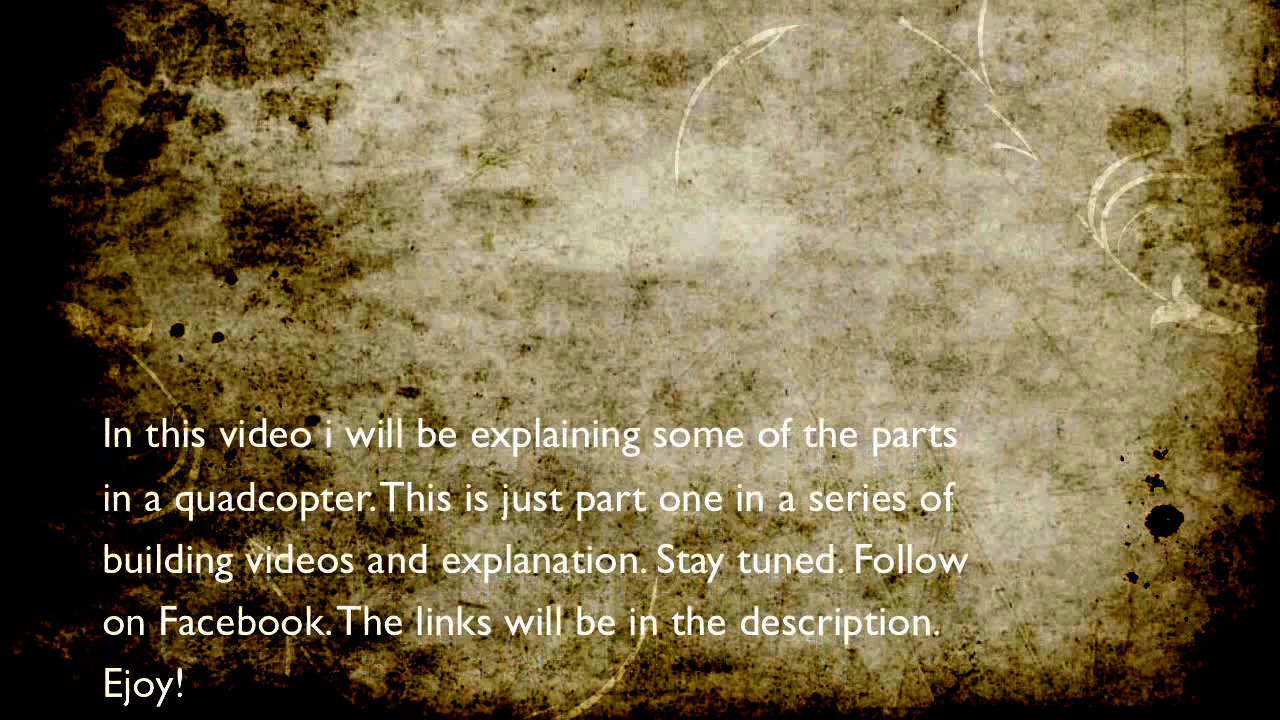 In this video i will be explaining some of the parts
in a quadcopter. This is just part one in a series of
building videos and explanation. Stay tuned. Follow
on Facebook. The links will be in the description.
Ejoy!